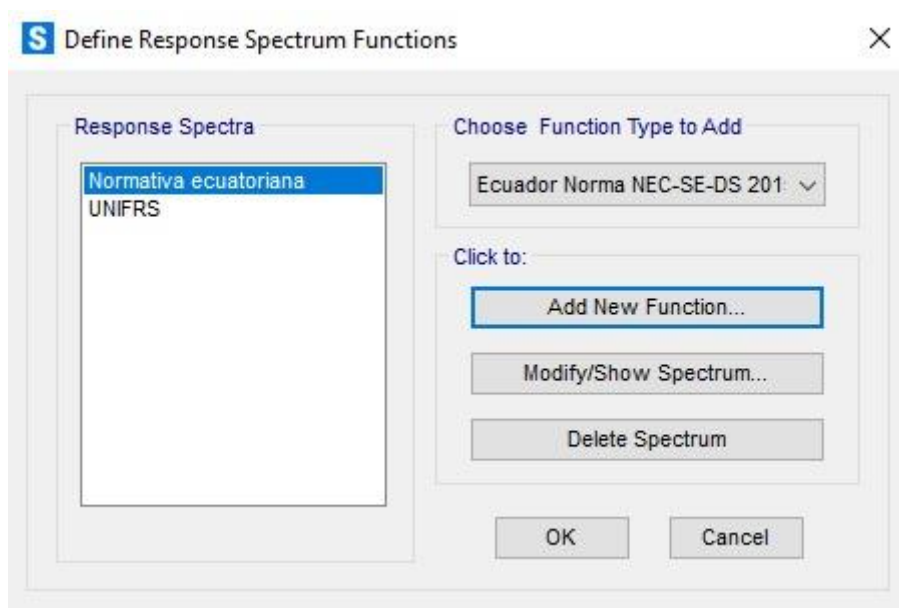 S Define Response Spectrum Functions
Response Spectra
Normativa ecuatoriana
UNIFRS
Choose Function Type to Add
Ecuador Norma NEC-SE-DS 201
Click to:
Add New Function...
Modify/Show Spectrum...
Delete Spectrum
OK
Cancel